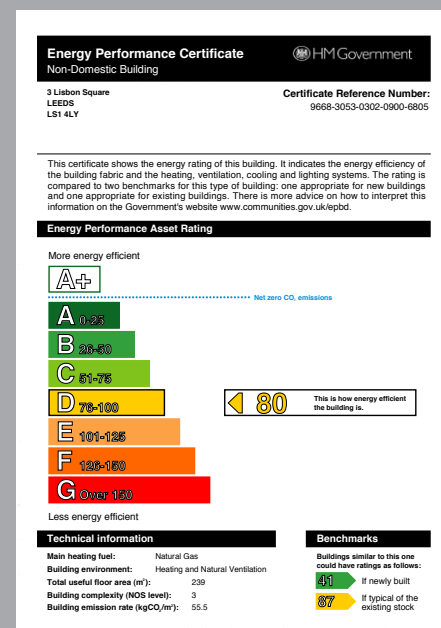 Energy Performance Certificate
HM Government
Non-Domestic Building
3 Lisbon Square
LEEDS
LS1 4LY
Certificate Reference Number:
9668-3053-0302-0900-6805
This certificate shows the energy rating of this building. It indicates the energy efficiency of
the building fabric and the heating, ventilation, cooling and lighting systems. The rating is
compared to two benchmarks for this type of building: one appropriate for new buildings
and one appropriate for existing buildings. There is more advice on how to interpret this
information on the Government's website www.communities.gov.uk/epbd.
Energy Performance Asset Rating
More energy efficient
A+
Net zero CO₂ emissions
A 0-25
B 26-50
C 51-75
D 76-100
80
This is how energy efficient
the building is.
E 101-125
F 126-150
G Over 150
Less energy efficient
Technical information
Main heating fuel: Natural Gas
Building environment: Heating and Natural Ventilation
Total useful floor area (m²): 239
Building complexity (NOS level): 3
Building emission rate (kgCO₂/m²): 55.5
Benchmarks
Buildings similar to this one
could have ratings as follows:
41 If newly built
87 If typical of the
existing stock